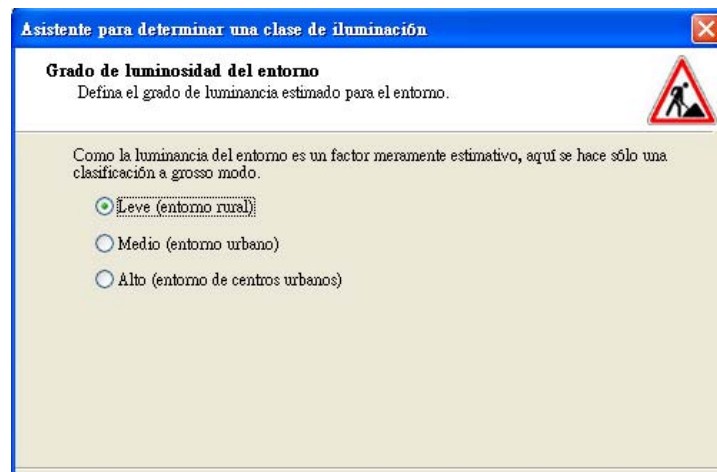 Asistente para determinar una clase de iluminación
Grado de luminosidad del entorno
Defina el grado de luminancia estimado para el entorno.
Como la luminancia del entorno es un factor meramente estimativo, aquí se hace sólo una
clasificación a grosso modo.
Leve (entorno rural)
Medio (entorno urbano)
Alto (entorno de centros urbanos)